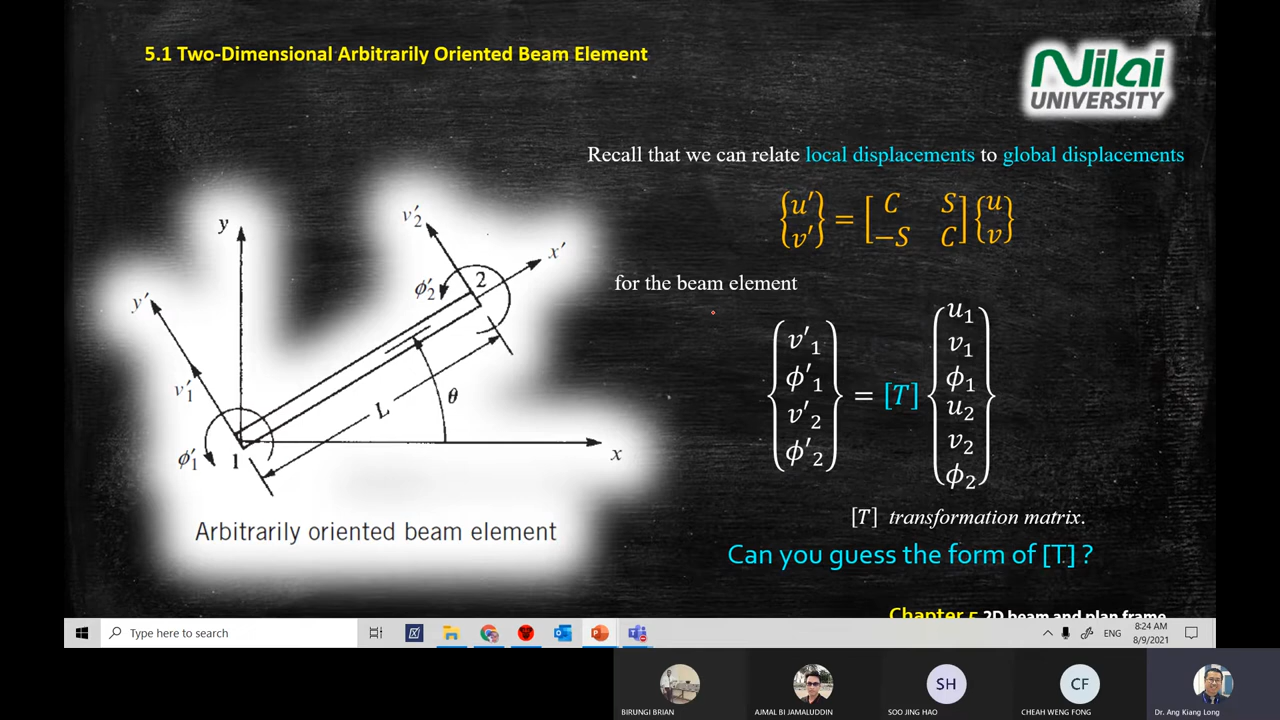 5.1 Two-Dimensional Arbitrarily Oriented Beam Element
Nilai
UNIVERSITY
Recall that we can relate local displacements to global displacements
{u′ v′} = [C S −S C] {u v}
for the beam element
{v′₁ ϕ′₁ v′₂ ϕ′₂} = [T] {u₁ v₁ ϕ₁ u₂ v₂ ϕ₂}
[T] transformation matrix.
Can you guess the form of [T] ?
y
v′₂
x′
2
ϕ′₂
y′
v′₁
θ
L
ϕ′₁
1
x
Arbitrarily oriented beam element
Chapter 5 2D beam and plan frame
Type here to search
ENG
8:24 AM
8/9/2021
BIRUNGI BRIAN
AJMAL BI JAMALUDDIN
SH
SOO JING HAO
CF
CHEAH WENG FONG
Dr. Ang Kiang Long